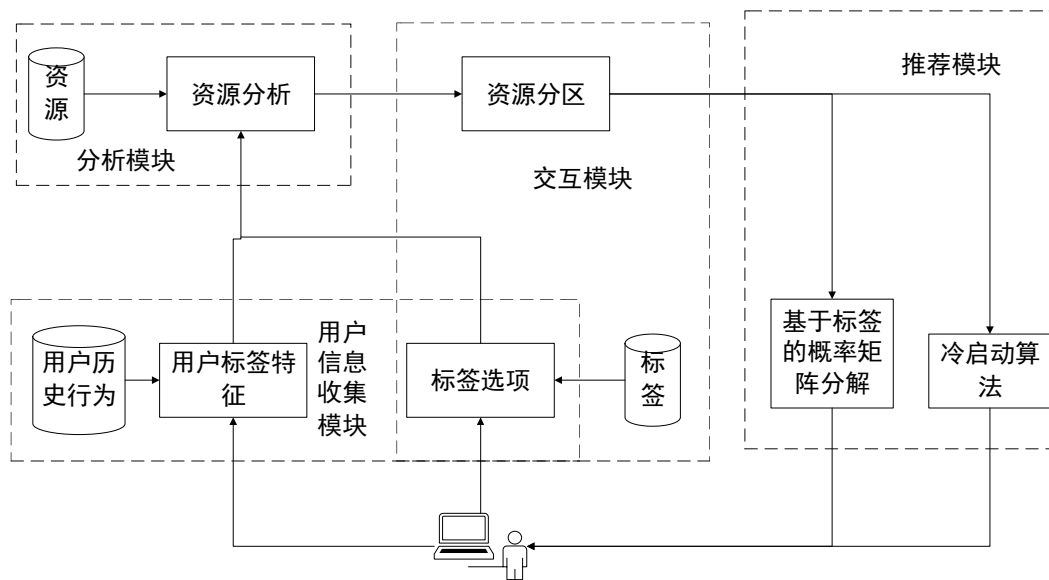 资
源
资源分析
分析模块
资源分区
交互模块
推荐模块
用户历
史行为
用户标签特
征
用户
信息
收集
模块
标签选项
标
签
基于标签
的概率矩
阵分解
冷启动算
法